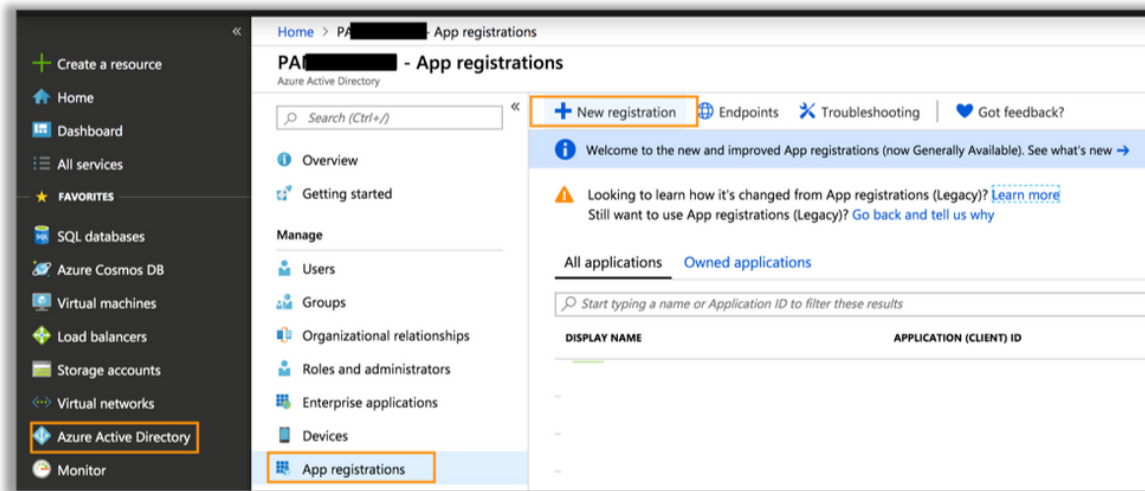 Create a resource
Home
Dashboard
All services
FAVORITES
SQL databases
Azure Cosmos DB
Virtual machines
Load balancers
Storage accounts
Virtual networks
Azure Active Directory
Monitor
Home > PA - App registrations
PA - App registrations
Azure Active Directory
Search (Ctrl+/)
Overview
Getting started
Manage
Users
Groups
Organizational relationships
Roles and administrators
Enterprise applications
Devices
App registrations
New registration Endpoints Troubleshooting Got feedback?
Welcome to the new and improved App registrations (now Generally Available). See what's new →
Looking to learn how it's changed from App registrations (Legacy)? Learn more
Still want to use App registrations (Legacy)? Go back and tell us why
All applications Owned applications
Start typing a name or Application ID to filter these results
DISPLAY NAME APPLICATION (CLIENT) ID